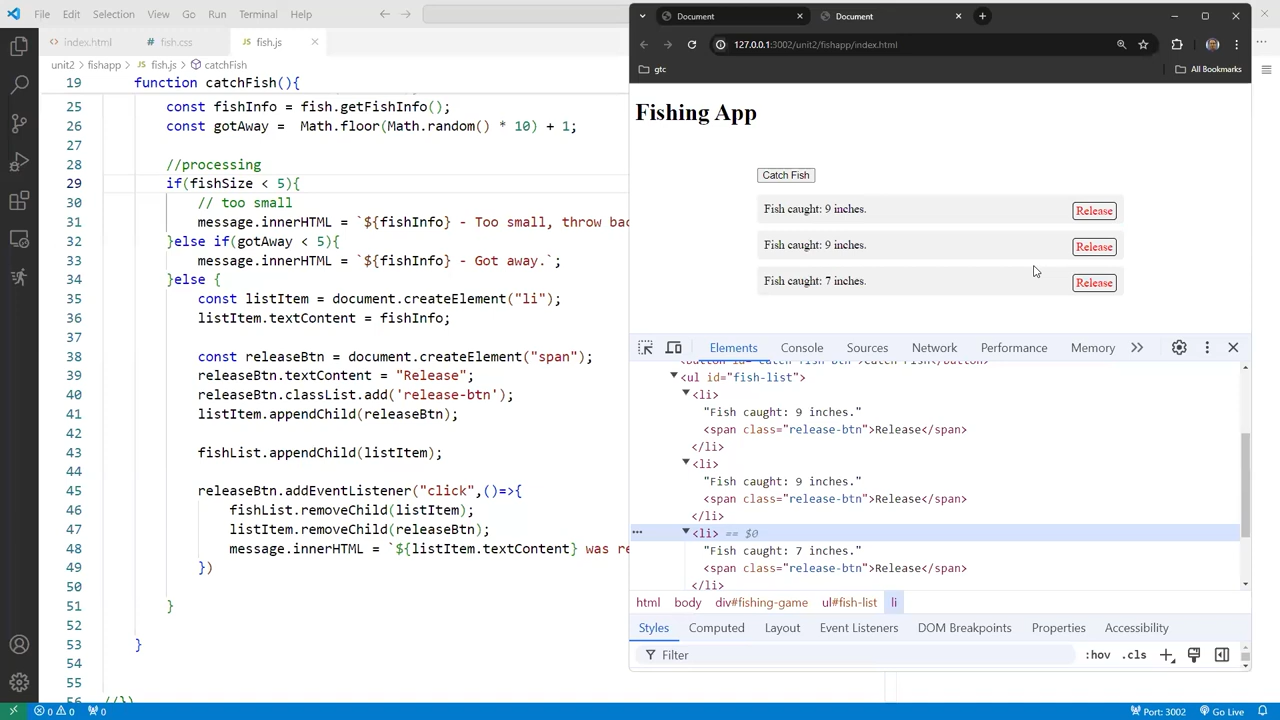 File Edit Selection View Go Run Terminal Help
index.html fish.css fish.js
unit2 > fishapp > fish.js > catchFish
19 function catchFish(){
25 const fishInfo = fish.getFishInfo();
26 const gotAway = Math.floor(Math.random() * 10) + 1;
27
28 //processing
29 if(fishSize < 5){
30 // too small
31 message.innerHTML = `${fishInfo} - Too small, throw bac
32 }else if(gotAway < 5){
33 message.innerHTML = `${fishInfo} - Got away.`;
34 }else {
35 const listItem = document.createElement("li");
36 listItem.textContent = fishInfo;
37
38 const releaseBtn = document.createElement("span");
39 releaseBtn.textContent = "Release";
40 releaseBtn.classList.add('release-btn');
41 listItem.appendChild(releaseBtn);
42
43 fishList.appendChild(listItem);
44
45 releaseBtn.addEventListener("click",()=>{
46 fishList.removeChild(listItem);
47 listItem.removeChild(releaseBtn);
48 message.innerHTML = `${listItem.textContent} was re
49 })
50
51 }
52
53 }
54
55
56 //})
0 0 0
Port: 3002 Go Live
Document Document
127.0.0.1:3002/unit2/fishapp/index.html
gtc All Bookmarks
Fishing App
Catch Fish
Fish caught: 9 inches. Release
Fish caught: 9 inches. Release
Fish caught: 7 inches. Release
Elements Console Sources Network Performance Memory
<ul id="fish-list">
<li>
"Fish caught: 9 inches."
<span class="release-btn">Release</span>
</li>
<li>
"Fish caught: 9 inches."
<span class="release-btn">Release</span>
</li>
<li> == $0
"Fish caught: 7 inches."
<span class="release-btn">Release</span>
</li>
html body div#fishing-game ul#fish-list li
Styles Computed Layout Event Listeners DOM Breakpoints Properties Accessibility
Filter :hov .cls